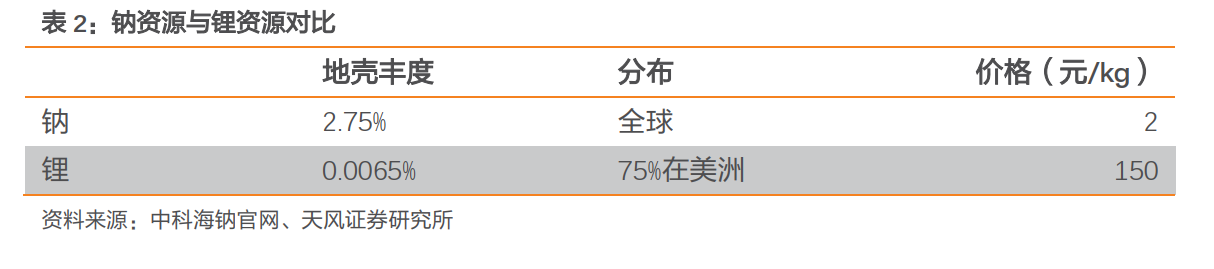 表 2：钠资源与锂资源对比
地壳丰度 分布 价格（元/kg）
钠 2.75% 全球 2
锂 0.0065% 75%在美洲 150
资料来源：中科海钠官网、天风证券研究所